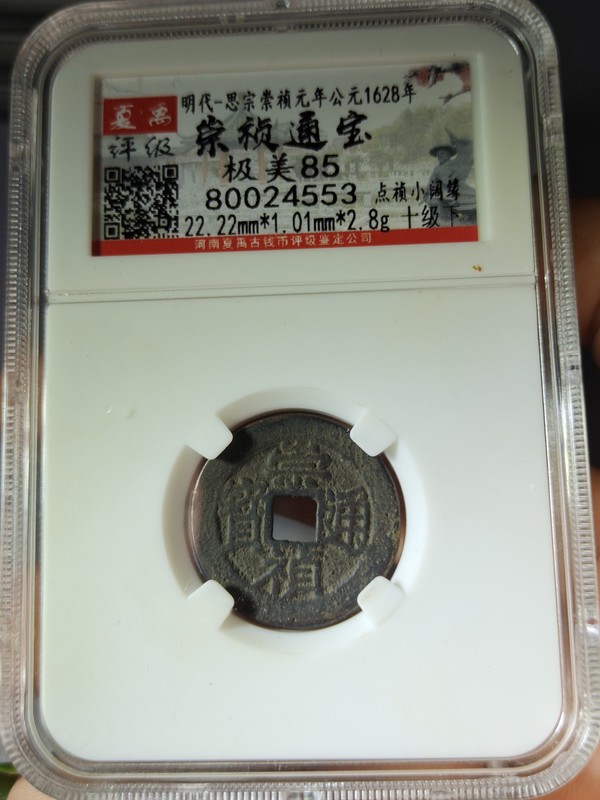 夏禹
评级
明代-思宗崇祯元年公元1628年
崇祯通宝
极美85
80024553 点祯小阔缘
22.22mm*1.01mm*2.8g 十级下
河南夏禹古钱币评级鉴定公司
崇禎通寳